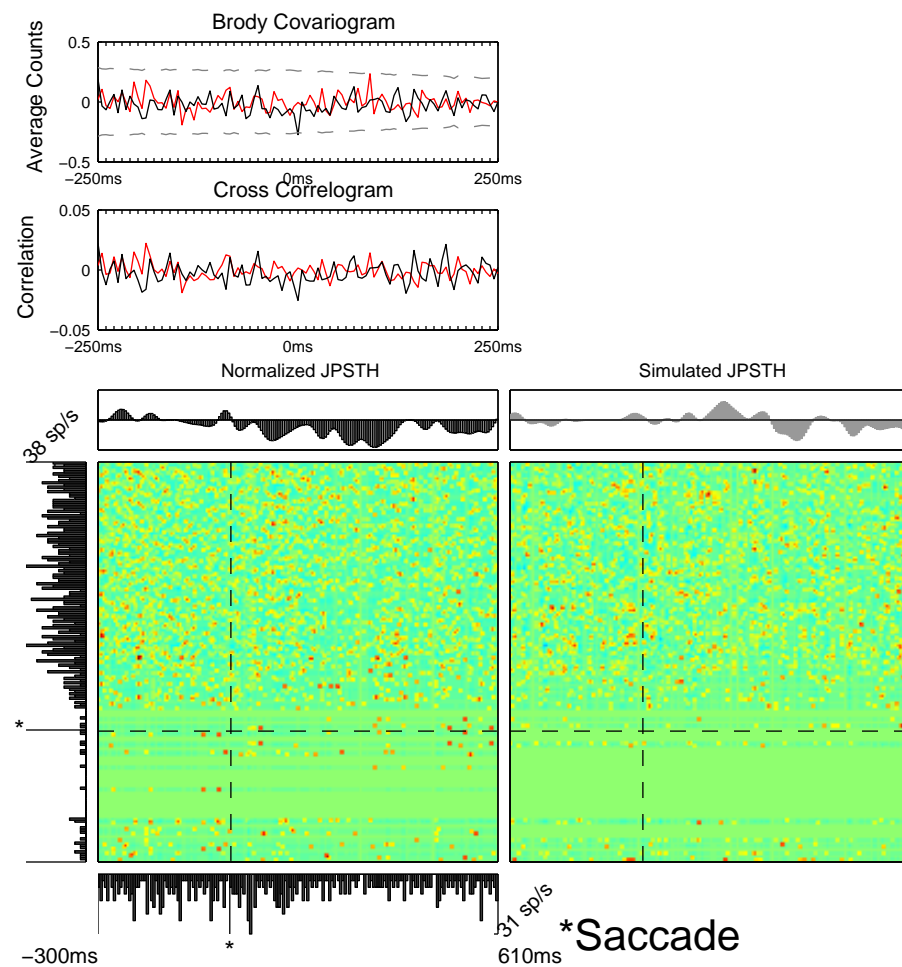 Brody Covariogram
Average Counts
0.5
0
−0.5
−250ms
0ms
250ms
Cross Correlogram
Correlation
0.05
0
−0.05
−250ms
0ms
250ms
Normalized JPSTH
Simulated JPSTH
38 sp/s
*
31 sp/s
*
*Saccade
−300ms
610ms